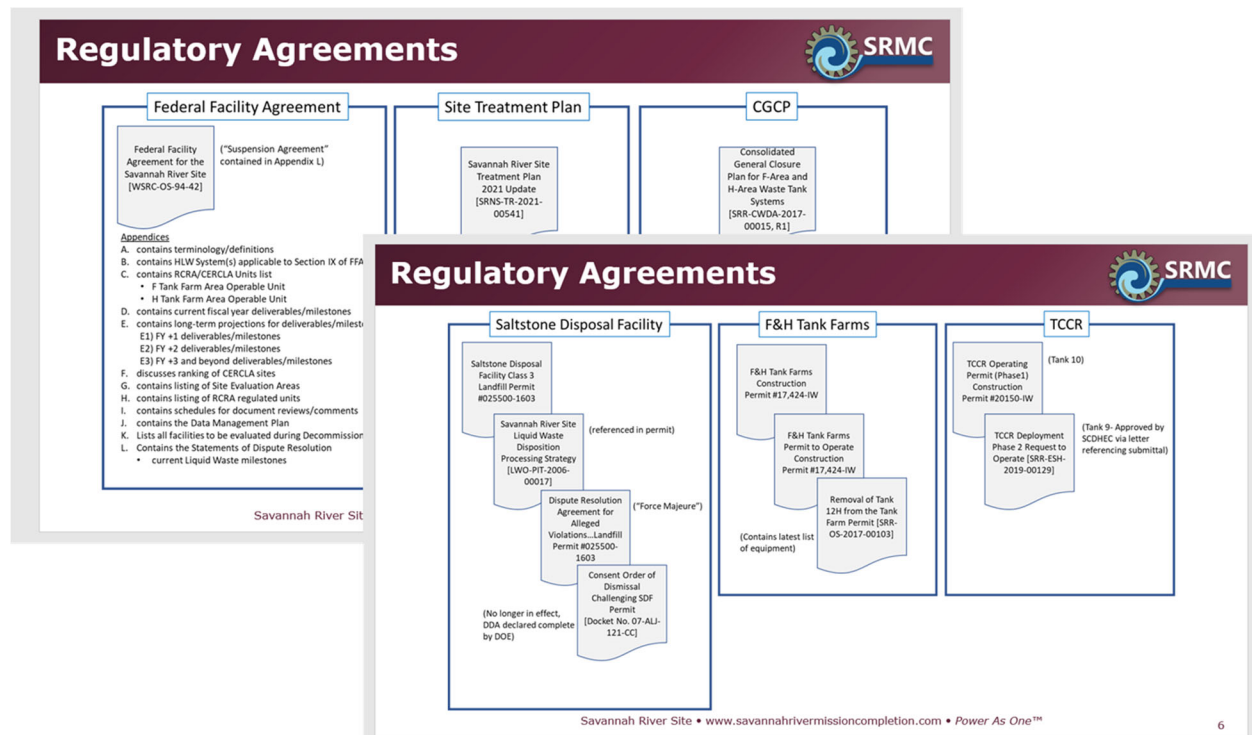 Regulatory Agreements
SRMC
Federal Facility Agreement
Federal Facility
Agreement for the
Savannah River Site
[WSRC-OS-94-42]
("Suspension Agreement"
contained in Appendix L)
Appendices
A. contains terminology/definitions
B. contains HLW System(s) applicable to Section IX of FFA
C. contains RCRA/CERCLA Units list
• F Tank Farm Area Operable Unit
• H Tank Farm Area Operable Unit
D. contains current fiscal year deliverables/milestones
E. contains long-term projections for deliverables/milest
E1) FY +1 deliverables/milestones
E2) FY +2 deliverables/milestones
E3) FY +3 and beyond deliverables/milestones
F. discusses ranking of CERCLA sites
G. contains listing of Site Evaluation Areas
H. contains listing of RCRA regulated units
I. contains schedules for document reviews/comments
J. contains the Data Management Plan
K. Lists all facilities to be evaluated during Decommission
L. Contains the Statements of Dispute Resolution
• current Liquid Waste milestones
Site Treatment Plan
Savannah River Site
Treatment Plan
2021 Update
[SRNS-TR-2021-
00541]
CGCP
Consolidated
General Closure
Plan for F-Area and
H-Area Waste Tank
Systems
[SRR-CWDA-2017-
00015, R1]
Savannah River Sit
Regulatory Agreements
SRMC
Saltstone Disposal Facility
Saltstone Disposal
Facility Class 3
Landfill Permit
#025500-1603
Savannah River Site
Liquid Waste
Disposition
Processing Strategy
[LWO-PIT-2006-
00017]
(referenced in permit)
Dispute Resolution
Agreement for
Alleged
Violations...Landfill
Permit #025500-
1603
("Force Majeure")
Consent Order of
Dismissal
Challenging SDF
Permit
[Docket No. 07-ALJ-
121-CC]
(No longer in effect,
DDA declared complete
by DOE)
F&H Tank Farms
F&H Tank Farms
Construction
Permit #17,424-IW
F&H Tank Farms
Permit to Operate
Construction
Permit #17,424-IW
Removal of Tank
12H from the Tank
Farm Permit [SRR-
OS-2017-00103]
(Contains latest list
of equipment)
TCCR
TCCR Operating
Permit (Phase1)
Construction
Permit #20150-IW
(Tank 10)
TCCR Deployment
Phase 2 Request to
Operate [SRR-ESH-
2019-00129]
(Tank 9- Approved by
SCDHEC via letter
referencing submittal)
Savannah River Site • www.savannahrivermissioncompletion.com • Power As One™
6